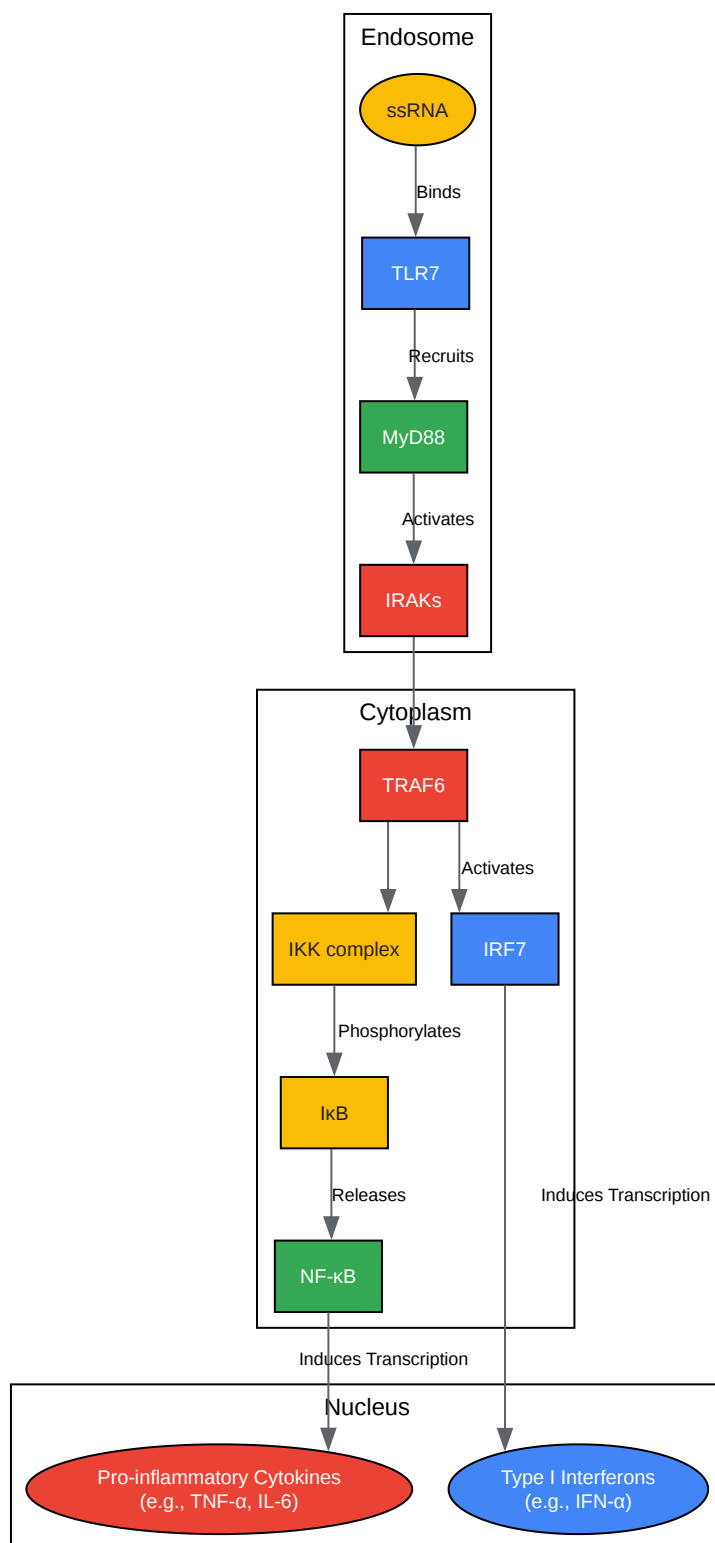 Endosome
ssRNA
Binds
TLR7
Recruits
MyD88
Activates
IRAKs
Cytoplasm
TRAF6
Activates
IKK complex
IRF7
Phosphorylates
IκB
Releases
Induces Transcription
NF-κB
Induces Transcription
Nucleus
Pro-inflammatory Cytokines
(e.g., TNF-α, IL-6)
Type I Interferons
(e.g., IFN-α)